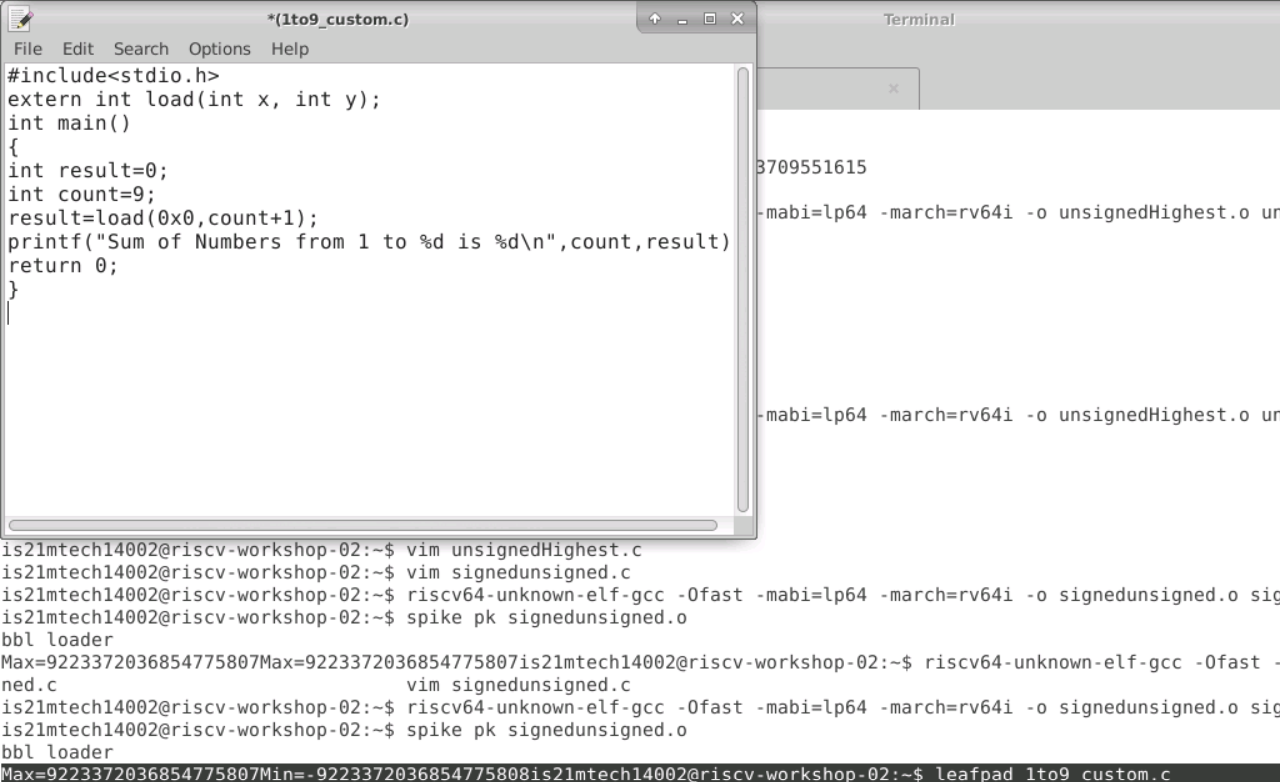 *(1to9_custom.c)
Terminal
File Edit Search Options Help
#include<stdio.h>
extern int load(int x, int y);
int main()
{
int result=0;
int count=9;
result=load(0x0,count+1);
printf("Sum of Numbers from 1 to %d is %d\n",count,result)
return 0;
}
3709551615
-mabi=lp64 -march=rv64i -o unsignedHighest.o un
-mabi=lp64 -march=rv64i -o unsignedHighest.o un
is21mtech14002@riscv-workshop-02:~$ vim unsignedHighest.c
is21mtech14002@riscv-workshop-02:~$ vim signedunsigned.c
is21mtech14002@riscv-workshop-02:~$ riscv64-unknown-elf-gcc -Ofast -mabi=lp64 -march=rv64i -o signedunsigned.o sig
is21mtech14002@riscv-workshop-02:~$ spike pk signedunsigned.o
bbl loader
Max=9223372036854775807Max=9223372036854775807is21mtech14002@riscv-workshop-02:~$ riscv64-unknown-elf-gcc -Ofast -
ned.c vim signedunsigned.c
is21mtech14002@riscv-workshop-02:~$ riscv64-unknown-elf-gcc -Ofast -mabi=lp64 -march=rv64i -o signedunsigned.o sig
is21mtech14002@riscv-workshop-02:~$ spike pk signedunsigned.o
bbl loader
Max=9223372036854775807Min=-9223372036854775808is21mtech14002@riscv-workshop-02:~$ leafpad 1to9_custom.c